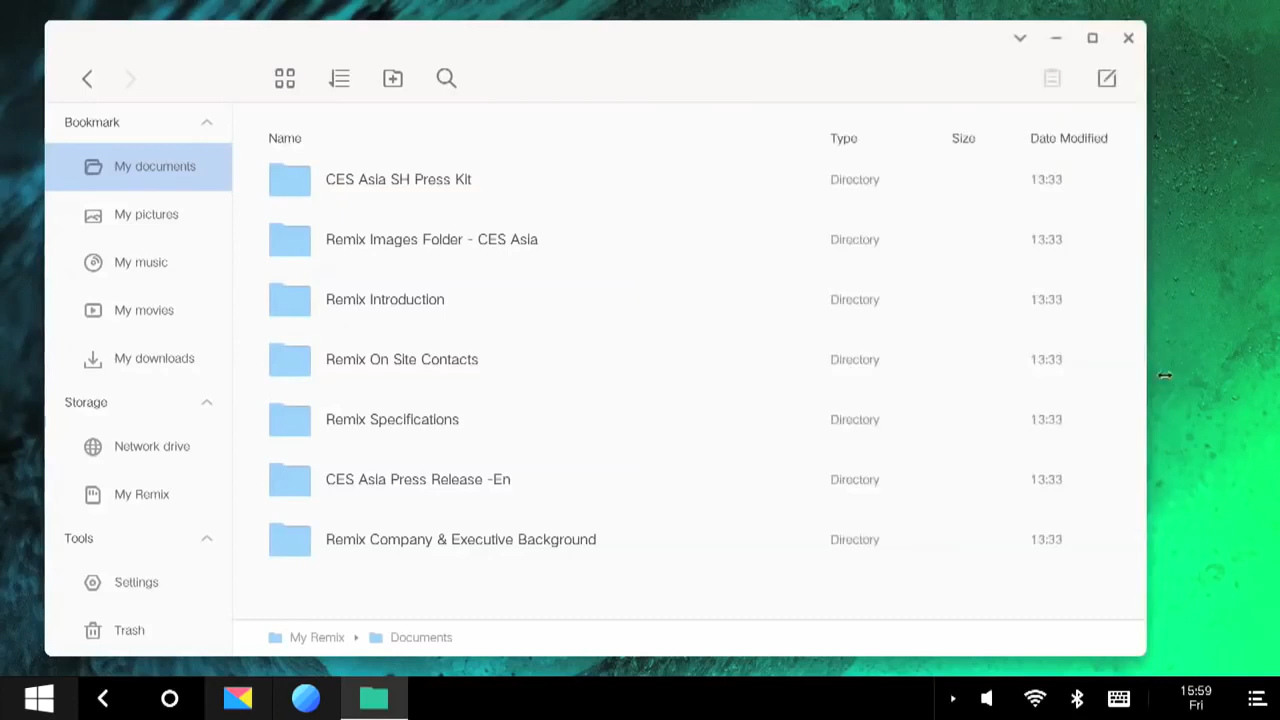 Bookmark
My documents
My pictures
My music
My movies
My downloads
Storage
Network drive
My Remix
Tools
Settings
Trash
Name Type Size Date Modified
CES Asia SH Press Kit Directory 13:33
Remix Images Folder - CES Asia Directory 13:33
Remix Introduction Directory 13:33
Remix On Site Contacts Directory 13:33
Remix Specifications Directory 13:33
CES Asia Press Release -En Directory 13:33
Remix Company & Executive Background Directory 13:33
My Remix Documents
15:59
Fri